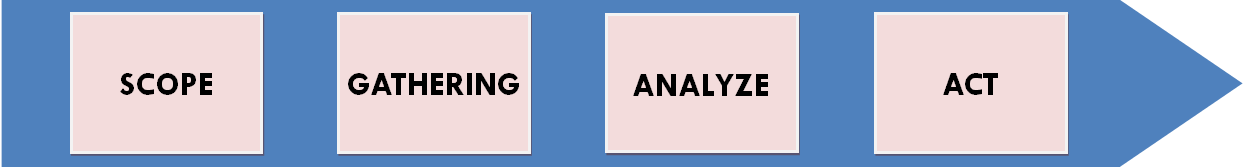 SCOPE GATHERING ANALYZE ACT